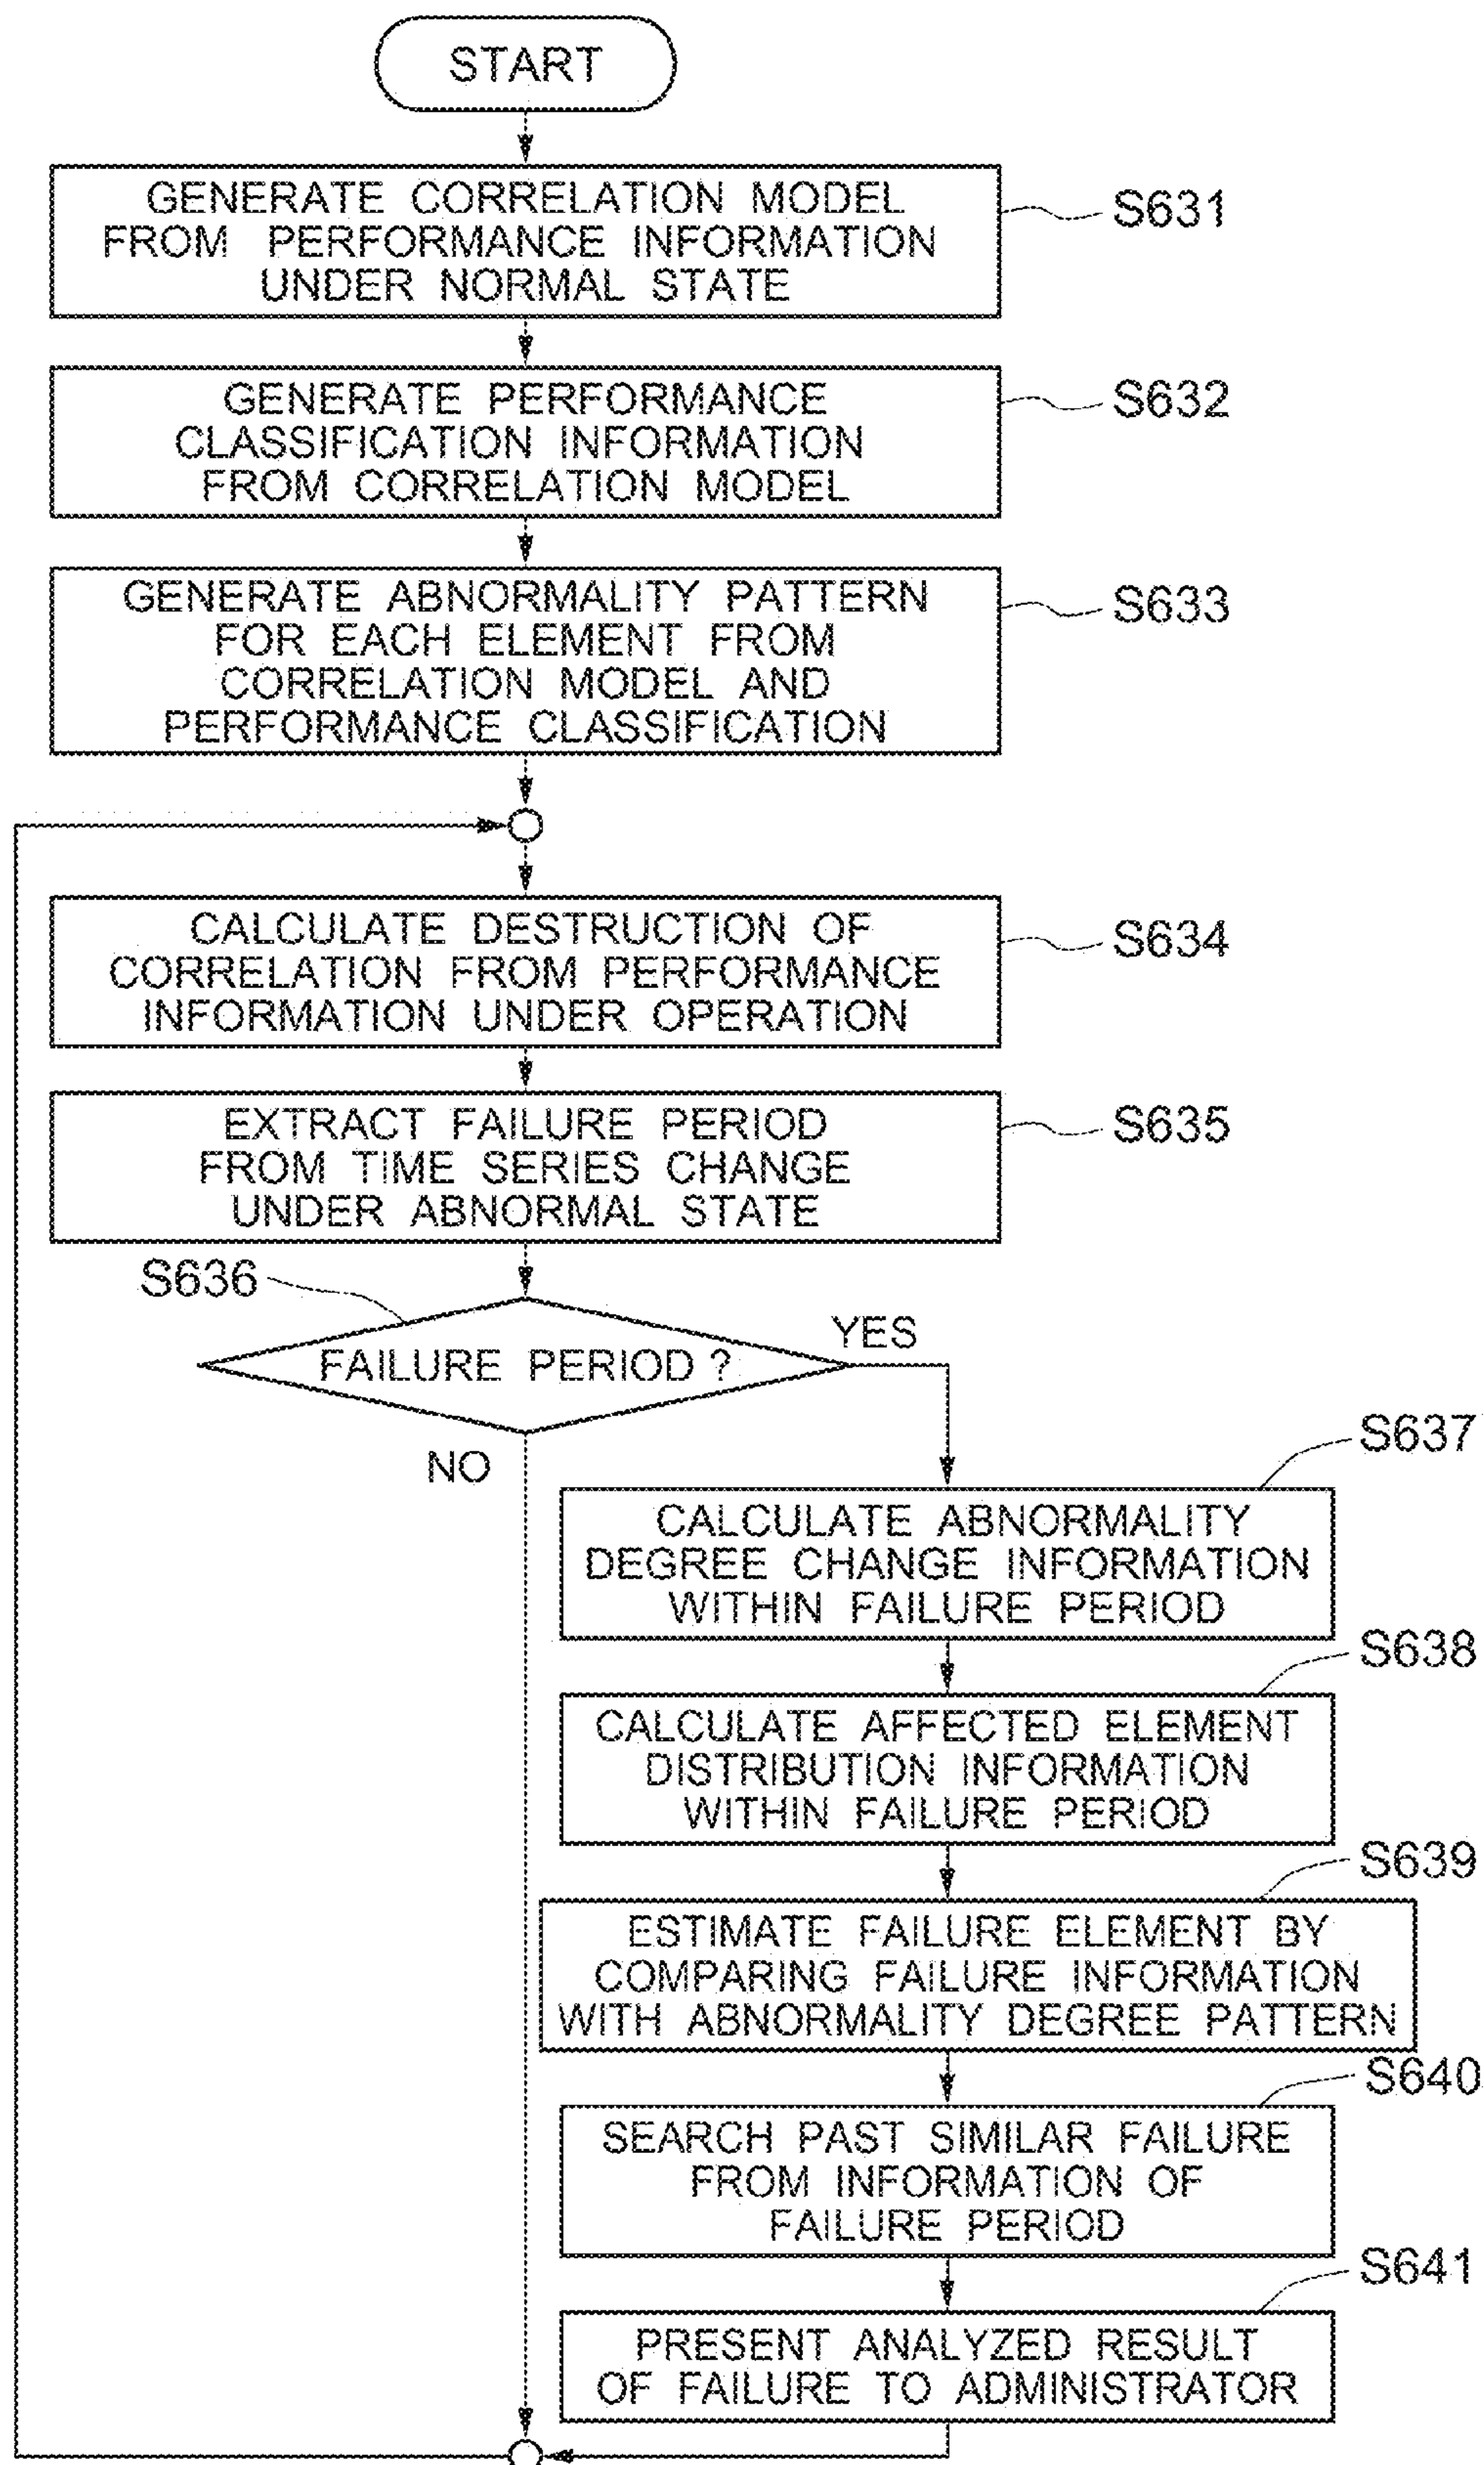 START
GENERATE CORRELATION MODEL
FROM PERFORMANCE INFORMATION
UNDER NORMAL STATE
S631
GENERATE PERFORMANCE
CLASSIFICATION INFORMATION
FROM CORRELATION MODEL
S632
GENERATE ABNORMALITY PATTERN
FOR EACH ELEMENT FROM
CORRELATION MODEL AND
PERFORMANCE CLASSIFICATION
S633
CALCULATE DESTRUCTION OF
CORRELATION FROM PERFORMANCE
INFORMATION UNDER OPERATION
S634
EXTRACT FAILURE PERIOD
FROM TIME SERIES CHANGE
UNDER ABNORMAL STATE
S635
S636
FAILURE PERIOD ?
YES
NO
S637
CALCULATE ABNORMALITY
DEGREE CHANGE INFORMATION
WITHIN FAILURE PERIOD
S638
CALCULATE AFFECTED ELEMENT
DISTRIBUTION INFORMATION
WITHIN FAILURE PERIOD
S639
ESTIMATE FAILURE ELEMENT BY
COMPARING FAILURE INFORMATION
WITH ABNORMALITY DEGREE PATTERN
S640
SEARCH PAST SIMILAR FAILURE
FROM INFORMATION OF
FAILURE PERIOD
S641
PRESENT ANALYZED RESULT
OF FAILURE TO ADMINISTRATOR